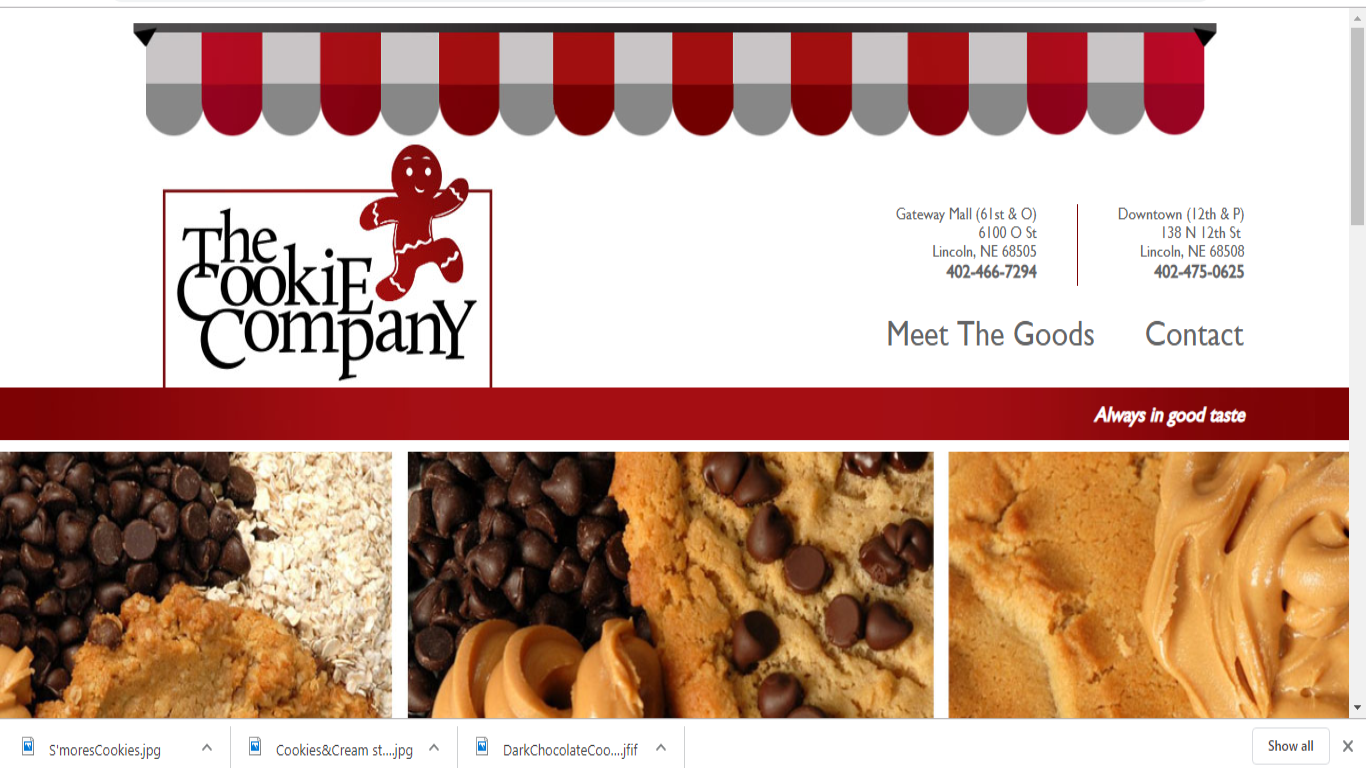 The
Cookie
Company
Gateway Mall (61st & O)
6100 O St
Lincoln, NE 68505
402-466-7294
Downtown (12th & P)
138 N 12th St
Lincoln, NE 68508
402-475-0625
Meet The Goods
Contact
Always in good taste
S'moresCookies.jpg
Cookies&Cream st....jpg
DarkChocolateCoo....jfif
Show all